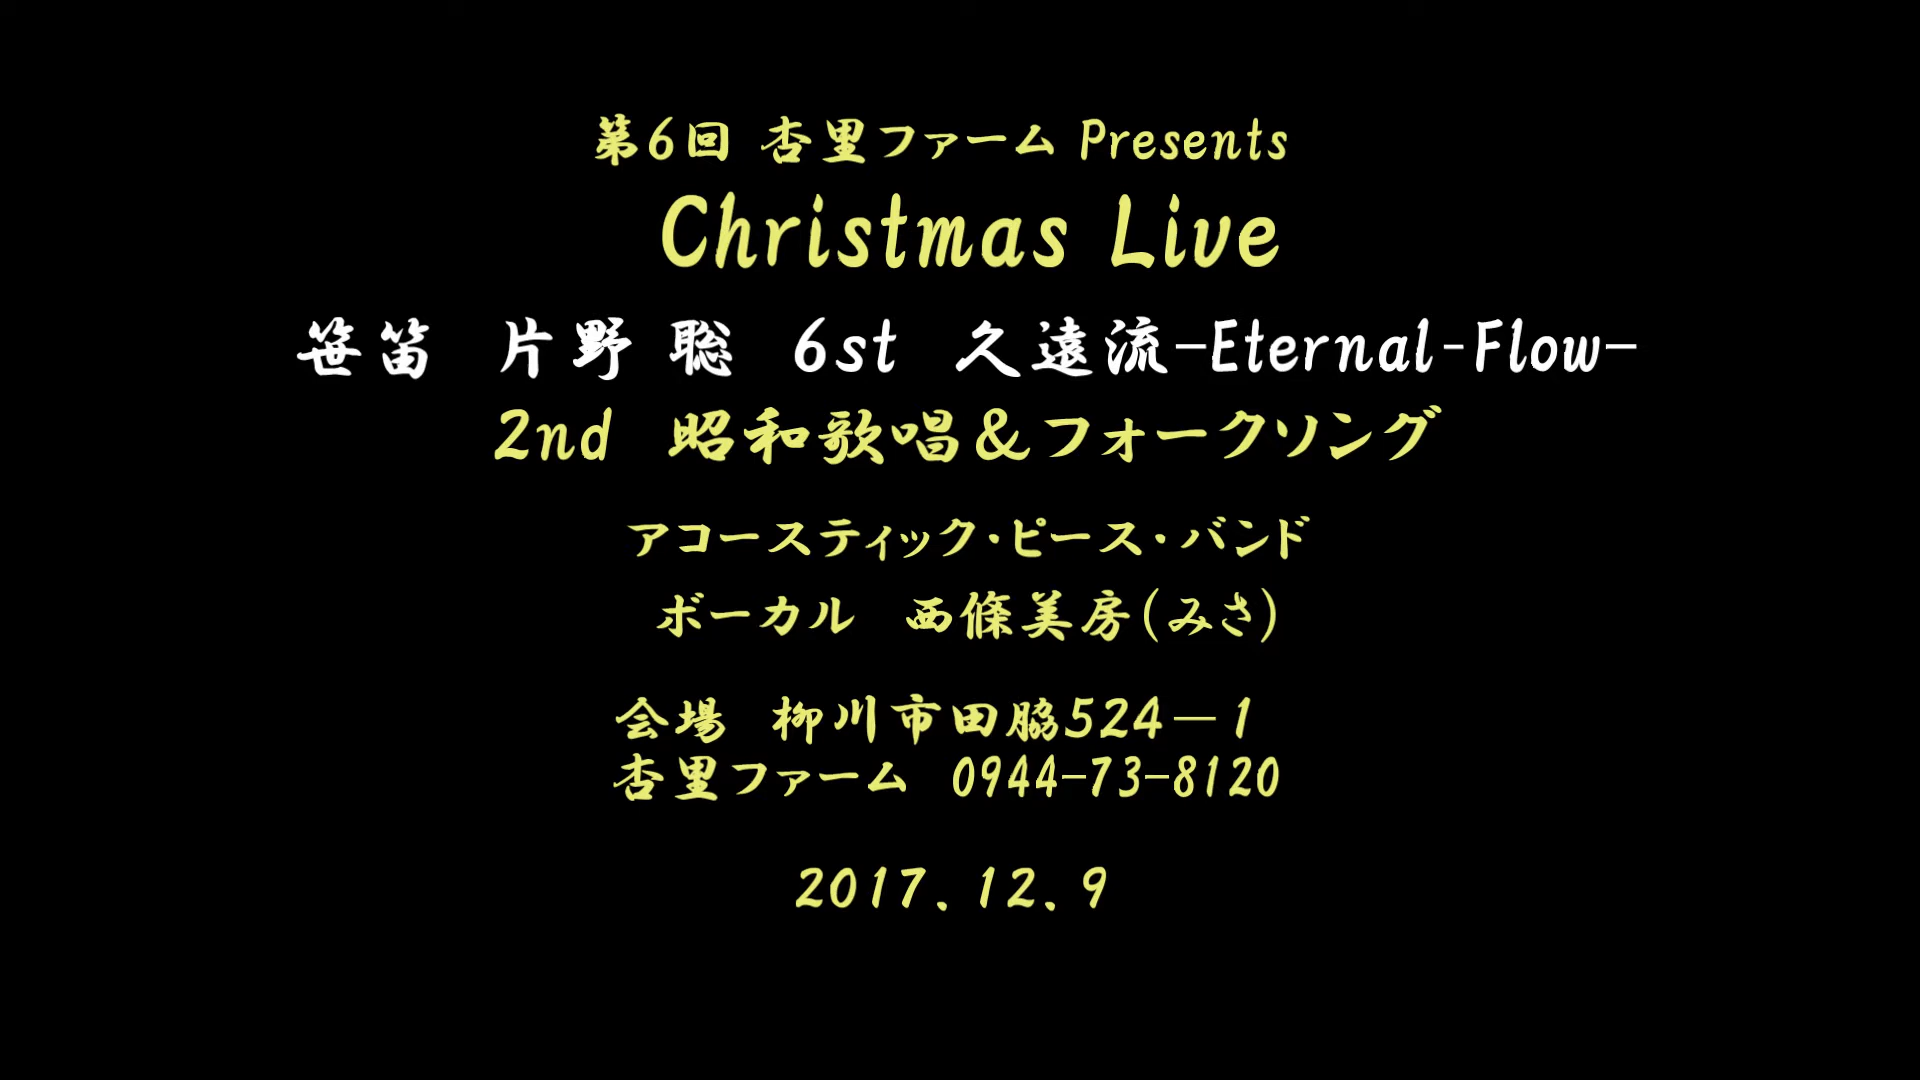 第6回 杏里ファーム Presents
Christmas Live
笹笛 片野 聡 6st 久遠流-Eternal-Flow-
2nd 昭和歌唱&フォークソング
アコースティック・ピース・バンド
ボーカル 西條美房(みさ)
会場 柳川市田脇524―1
杏里ファーム 0944-73-8120
2017.12.9